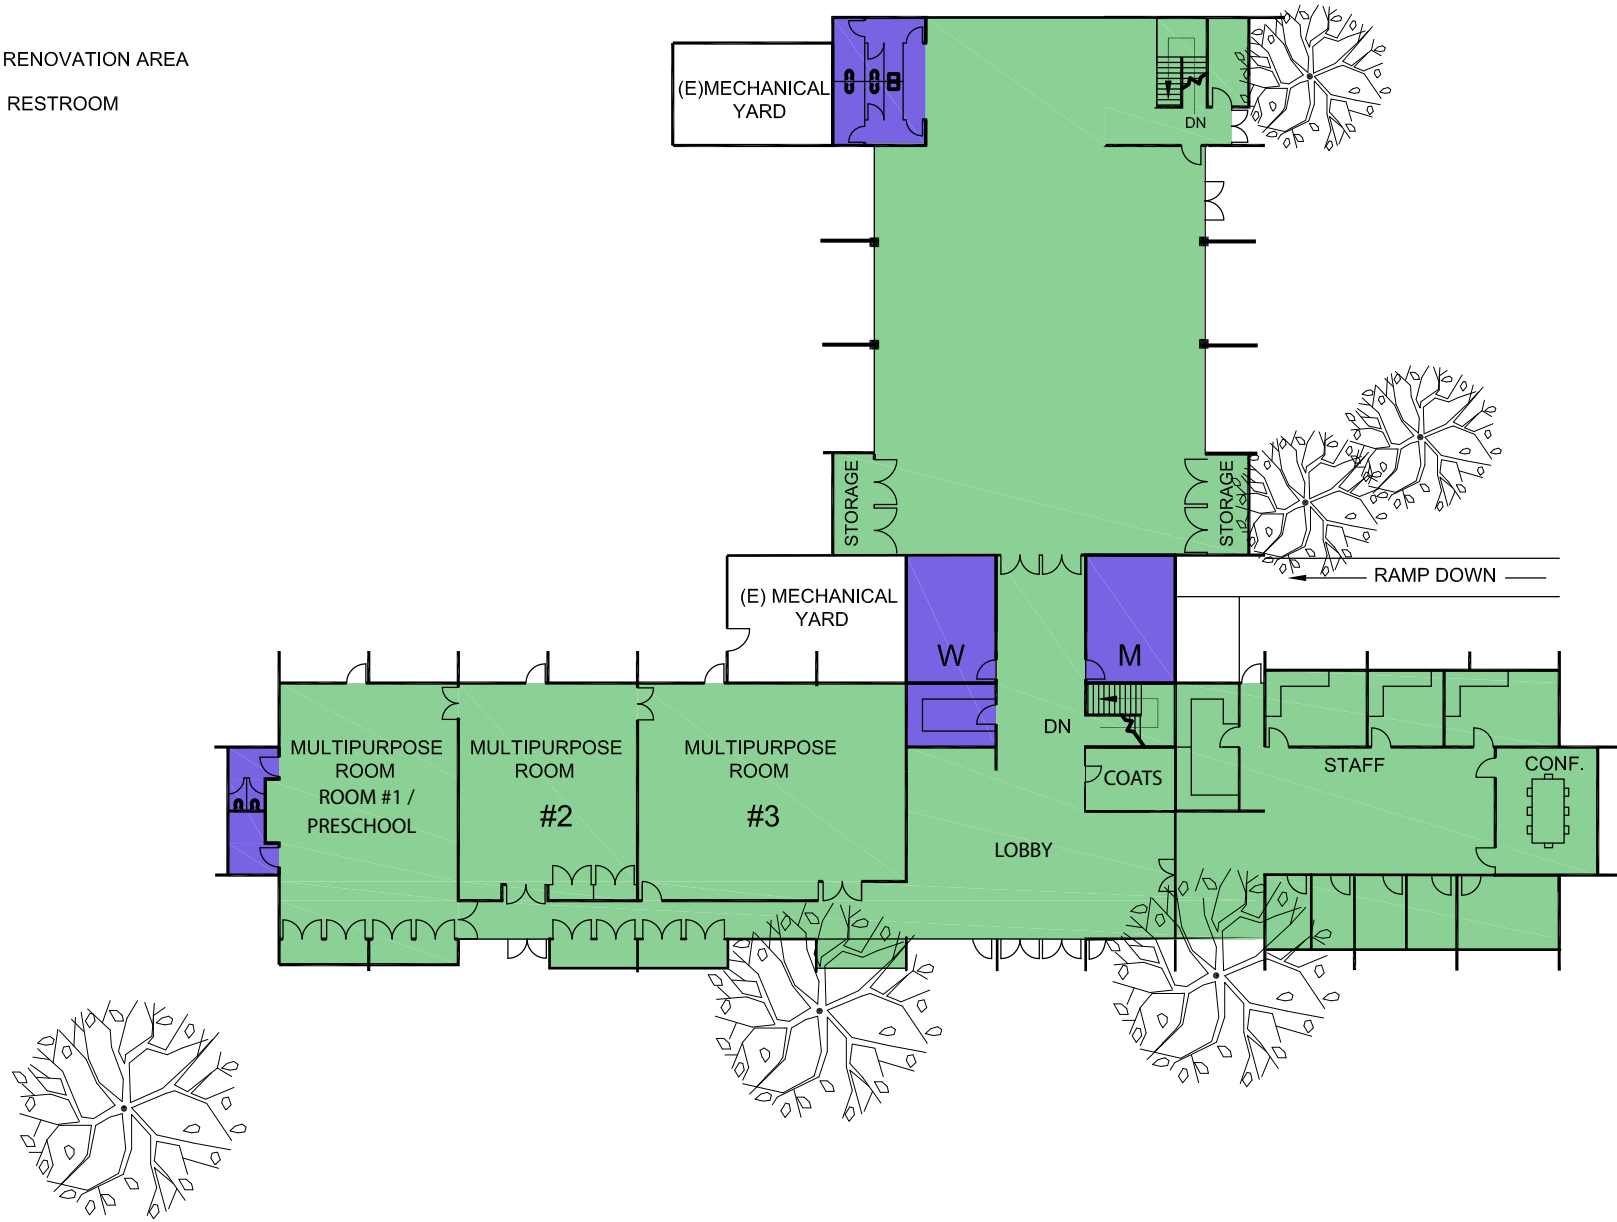 RENOVATION AREA
RESTROOM
(E)MECHANICAL
YARD
DN
STORAGE
STORAGE
RAMP DOWN
(E) MECHANICAL
YARD
W
M
DN
MULTIPURPOSE
ROOM
ROOM #1 /
PRESCHOOL
MULTIPURPOSE
ROOM
#2
MULTIPURPOSE
ROOM
#3
COATS
STAFF
CONF.
LOBBY